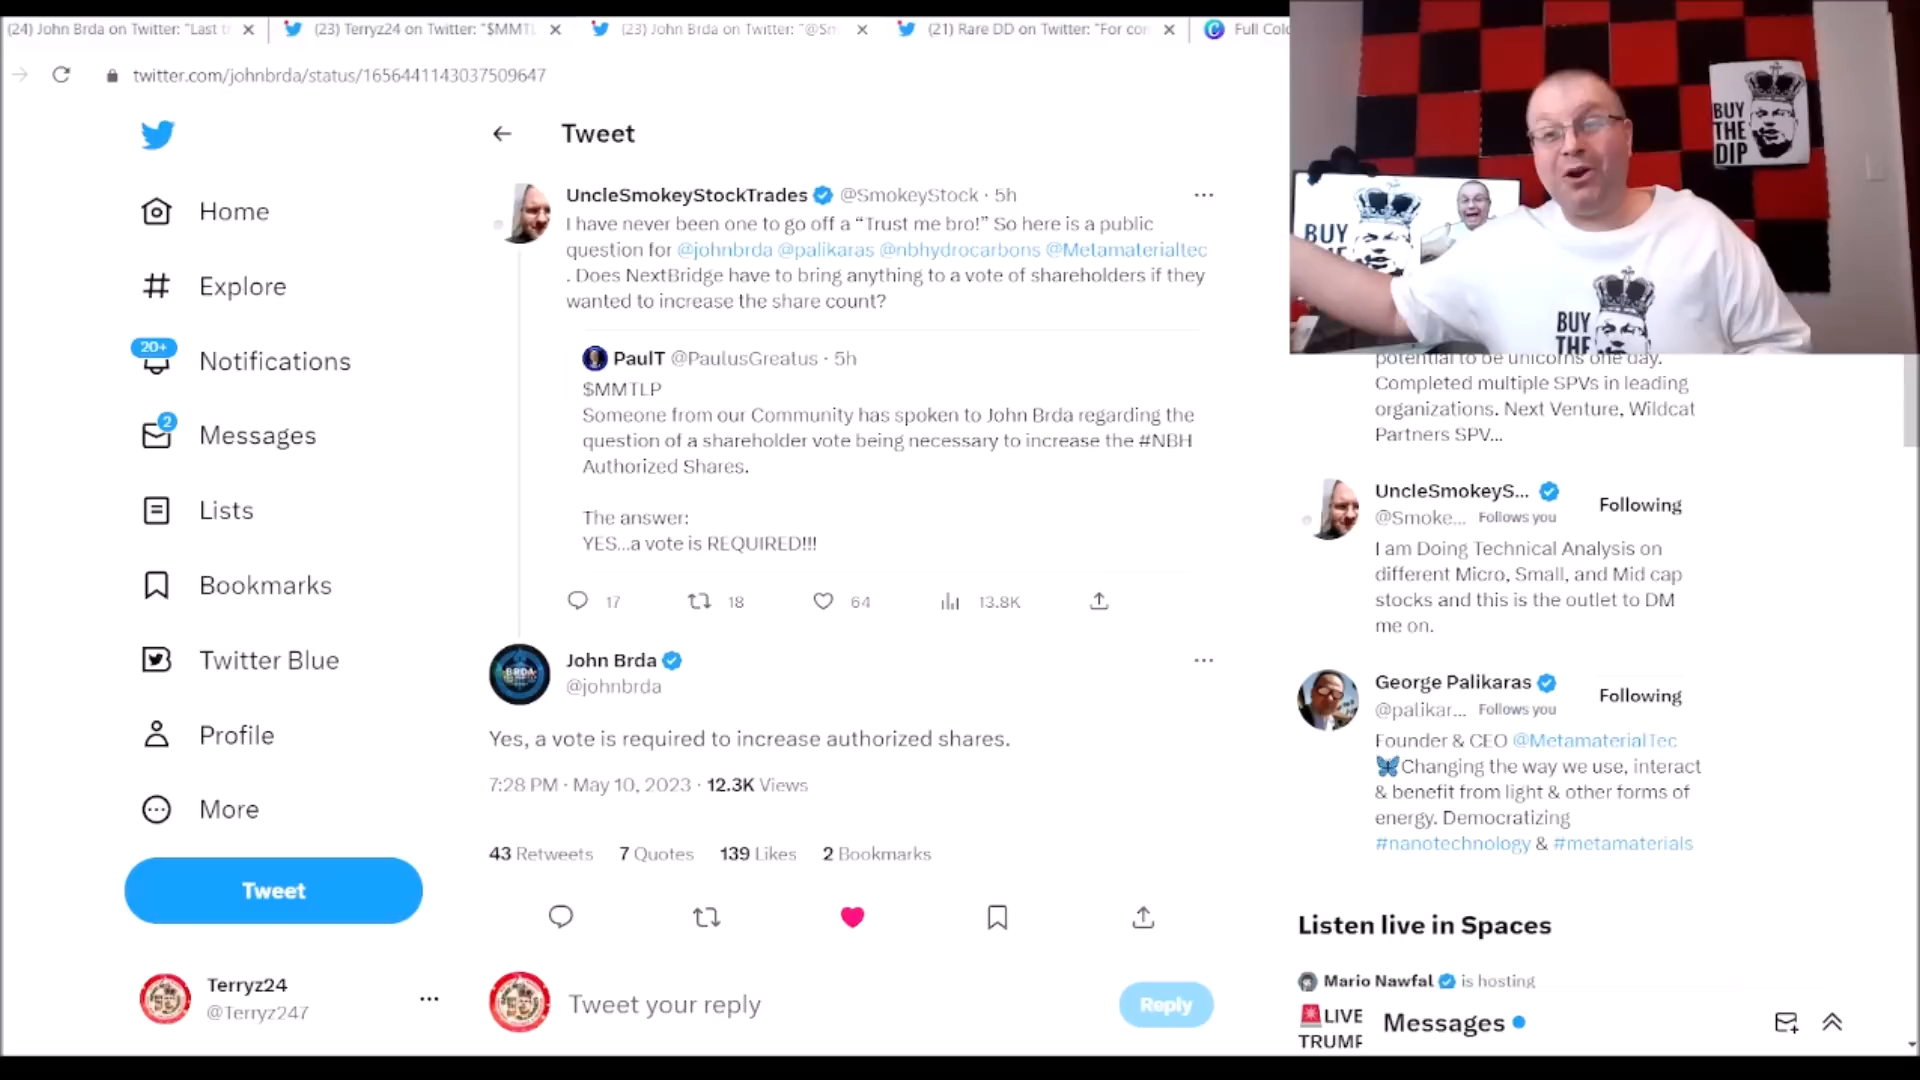 (24) John Brda on Twitter: "Last t
(23) Terryz24 on Twitter: "$MMTL
(23) John Brda on Twitter: "@Sm
(21) Rare DD on Twitter: "For con
Full Colo
twitter.com/johnbrda/status/1656441143037509647
Home
Explore
20+
Notifications
2
Messages
Lists
Bookmarks
Twitter Blue
Profile
More
Tweet
Terryz24
@Terryz247
Tweet
UncleSmokeyStockTrades @SmokeyStock · 5h
I have never been one to go off a “Trust me bro!” So here is a public
question for @johnbrda @palikaras @nbhydrocarbons @Metamaterialtec
. Does NextBridge have to bring anything to a vote of shareholders if they
wanted to increase the share count?
PaulT @PaulusGreatus · 5h
$MMTLP
Someone from our Community has spoken to John Brda regarding the
question of a shareholder vote being necessary to increase the #NBH
Authorized Shares.
The answer:
YES...a vote is REQUIRED!!!
17 18 64 13.8K
BRDA
John Brda
@johnbrda
Yes, a vote is required to increase authorized shares.
7:28 PM · May 10, 2023 · 12.3K Views
43 Retweets 7 Quotes 139 Likes 2 Bookmarks
Tweet your reply
Reply
BUY
THE
DIP
BUY
BUY
THE
potential to be unicorns one day.
Completed multiple SPVs in leading
organizations. Next Venture, Wildcat
Partners SPV...
UncleSmokeyS...
@Smoke... Follows you
Following
I am Doing Technical Analysis on
different Micro, Small, and Mid cap
stocks and this is the outlet to DM
me on.
George Palikaras
@palikar... Follows you
Following
Founder & CEO @MetamaterialTec
Changing the way we use, interact
& benefit from light & other forms of
energy. Democratizing
#nanotechnology & #metamaterials
Listen live in Spaces
Mario Nawfal is hosting
LIVE
TRUMP
Messages